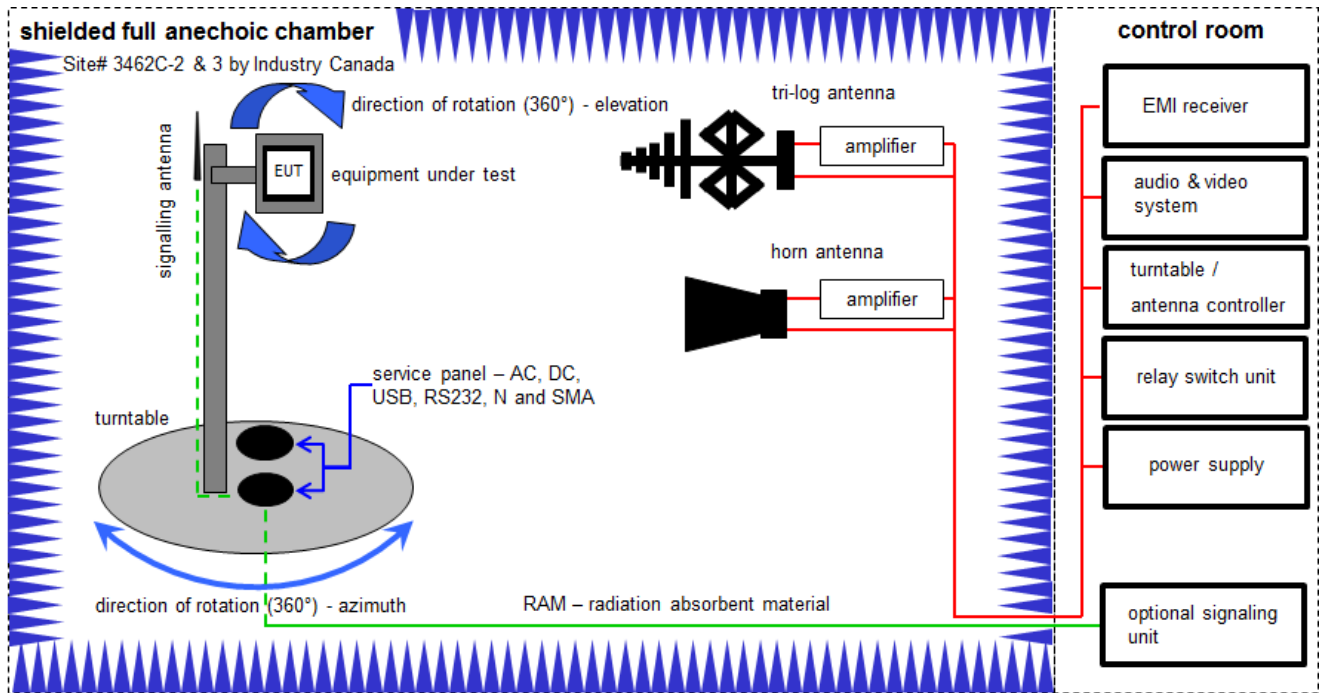 shielded full anechoic chamber
Site# 3462C-2 & 3 by Industry Canada
direction of rotation (360°) - elevation
signalling antenna
EUT
equipment under test
tri-log antenna
amplifier
horn antenna
amplifier
service panel – AC, DC,
USB, RS232, N and SMA
turntable
direction of rotation (360°) - azimuth
RAM – radiation absorbent material
control room
EMI receiver
audio & video
system
turntable /
antenna controller
relay switch unit
power supply
optional signaling
unit